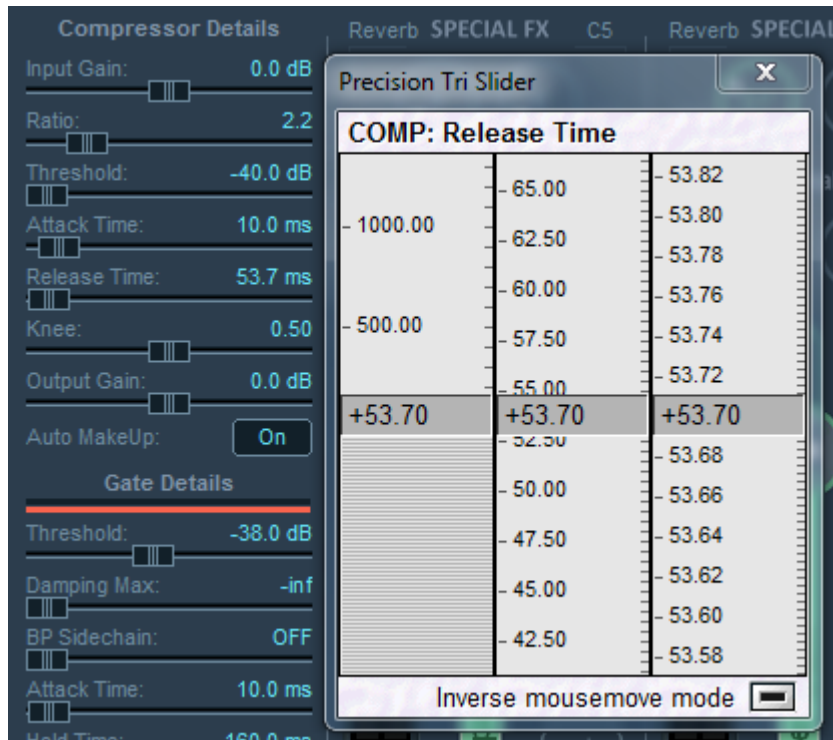 Compressor Details
Input Gain: 0.0 dB
Ratio: 2.2
Threshold: -40.0 dB
Attack Time: 10.0 ms
Release Time: 53.7 ms
Knee: 0.50
Output Gain: 0.0 dB
Auto MakeUp: On
Gate Details
Threshold: -38.0 dB
Damping Max: -inf
BP Sidechain: OFF
Attack Time: 10.0 ms
Hold Time: 160.0 ms
Reverb SPECIAL FX C5
Reverb SPECIAL
Precision Tri Slider X
COMP: Release Time
- 1000.00
- 500.00
+53.70
- 65.00
- 62.50
- 60.00
- 57.50
- 55.00
+53.70
- 52.50
- 50.00
- 47.50
- 45.00
- 42.50
- 53.82
- 53.80
- 53.78
- 53.76
- 53.74
- 53.72
+53.70
- 53.68
- 53.66
- 53.64
- 53.62
- 53.60
- 53.58
Inverse mousemove mode